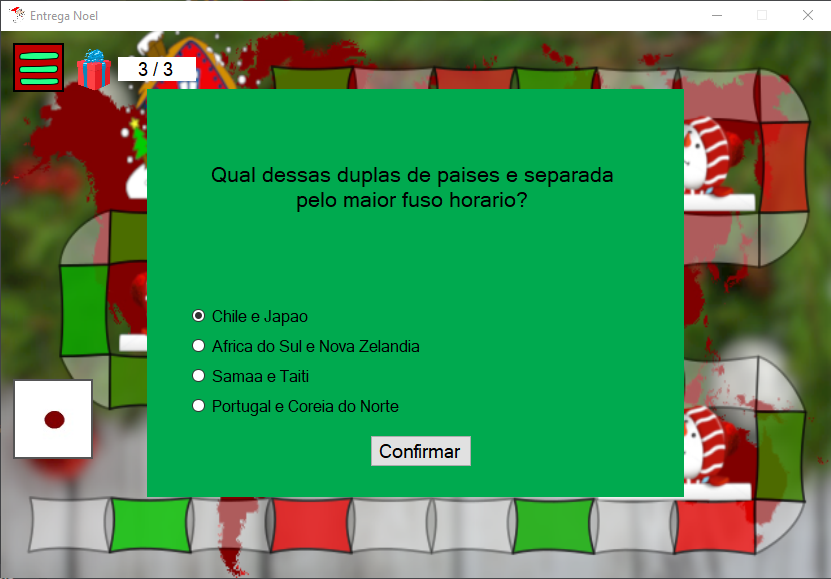 Entrega Noel
3 / 3
Qual dessas duplas de paises e separada
pelo maior fuso horario?
Chile e Japao
Africa do Sul e Nova Zelandia
Samaa e Taiti
Portugal e Coreia do Norte
Confirmar